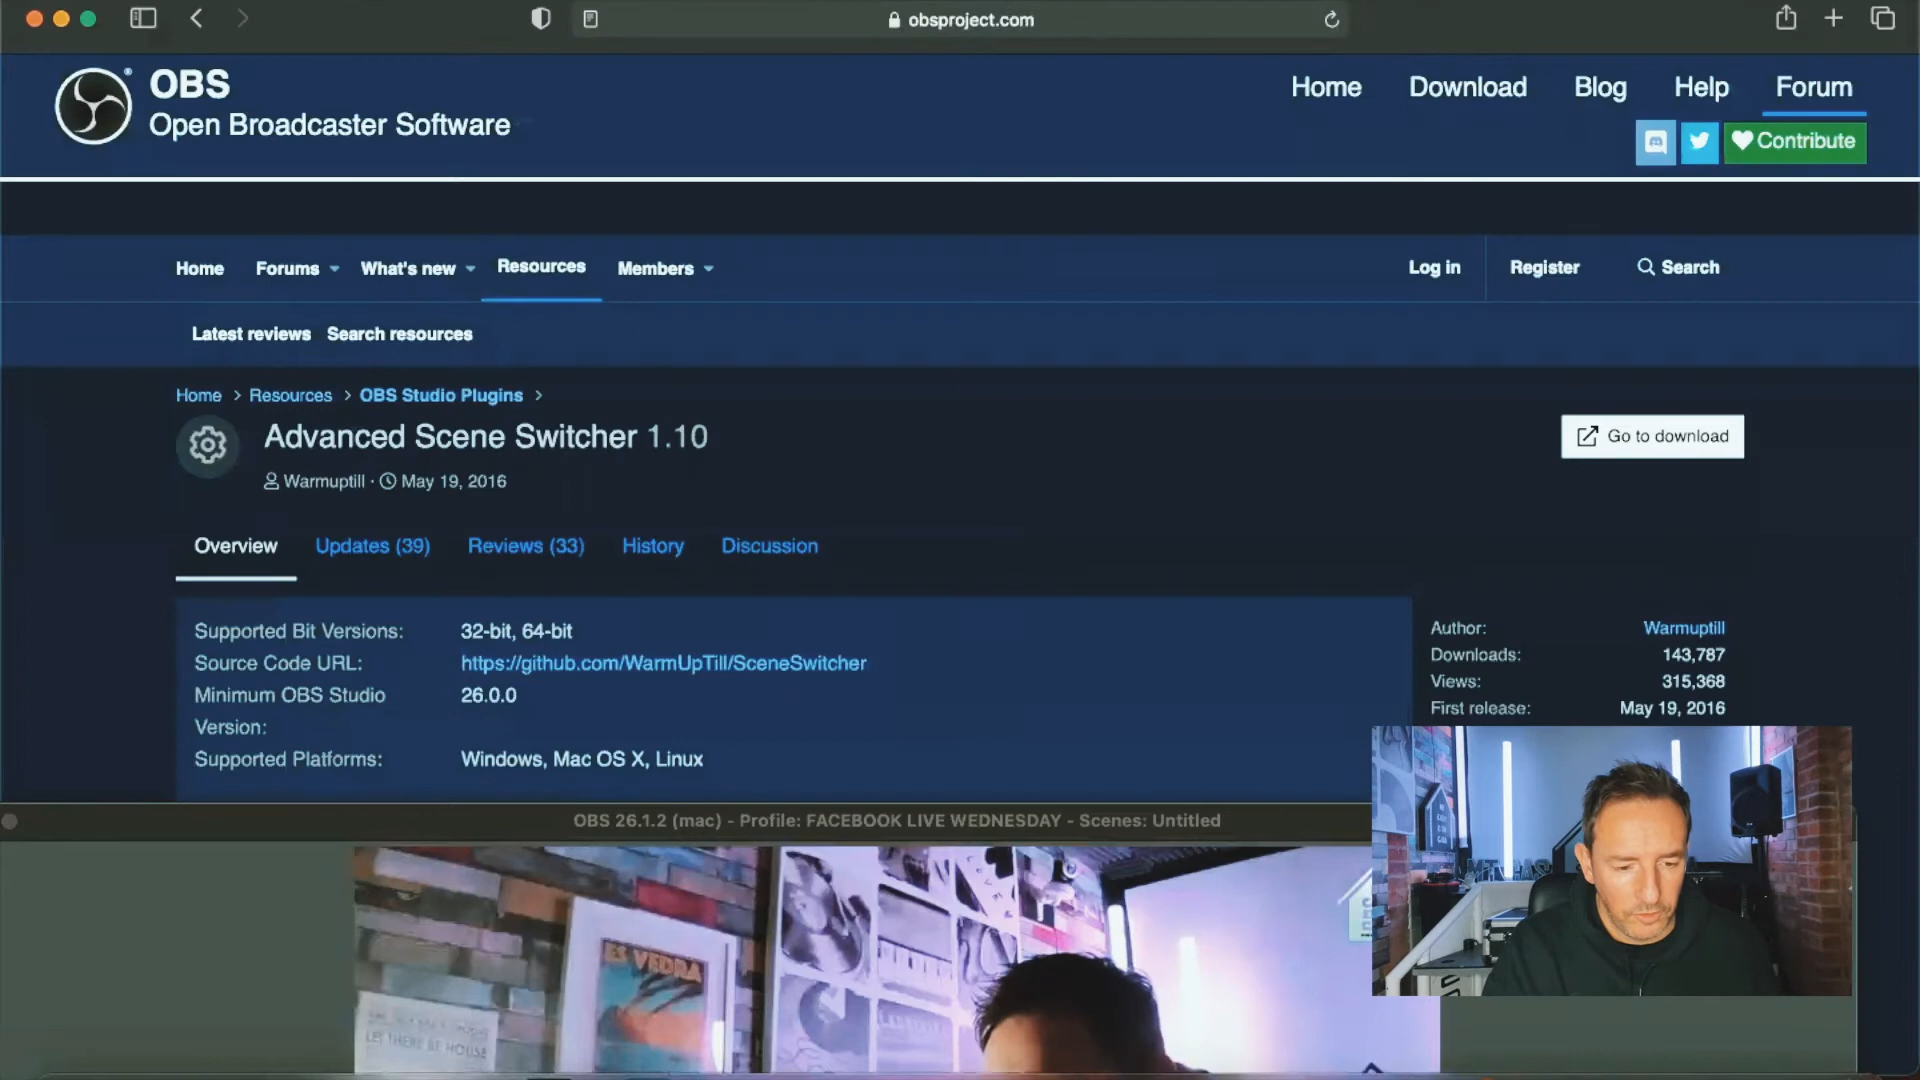 obsproject.com
OBS
Open Broadcaster Software
Home Download Blog Help Forum
Contribute
Home Forums What's new Resources Members Log in Register Search
Latest reviews Search resources
Home > Resources > OBS Studio Plugins >
Advanced Scene Switcher 1.10
Go to download
Warmuptill · May 19, 2016
Overview Updates (39) Reviews (33) History Discussion
Supported Bit Versions: 32-bit, 64-bit
Source Code URL: https://github.com/WarmUpTill/SceneSwitcher
Minimum OBS Studio 26.0.0
Version:
Supported Platforms: Windows, Mac OS X, Linux
Author: Warmuptill
Downloads: 143,787
Views: 315,368
First release: May 19, 2016
OBS 26.1.2 (mac) - Profile: FACEBOOK LIVE WEDNESDAY - Scenes: Untitled
ES VEDRA
LET THERE BE HOUSE